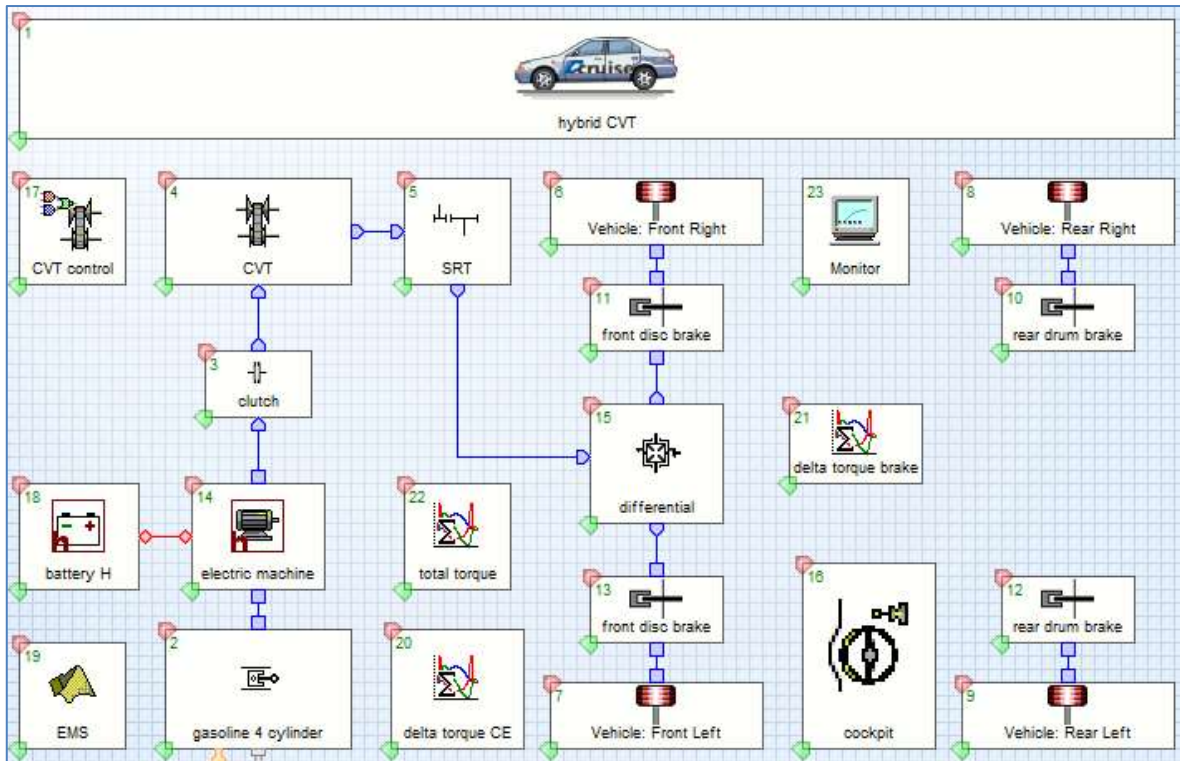 1
cruise
hybrid CVT
17
CVT control
4
CVT
5
SRT
6
Vehicle: Front Right
23
Monitor
8
Vehicle: Rear Right
11
front disc brake
10
rear drum brake
3
clutch
15
differential
21
delta torque brake
18
battery H
14
electric machine
22
total torque
13
front disc brake
16
cockpit
12
rear drum brake
19
EMS
2
gasoline 4 cylinder
20
delta torque CE
7
Vehicle: Front Left
9
Vehicle: Rear Left